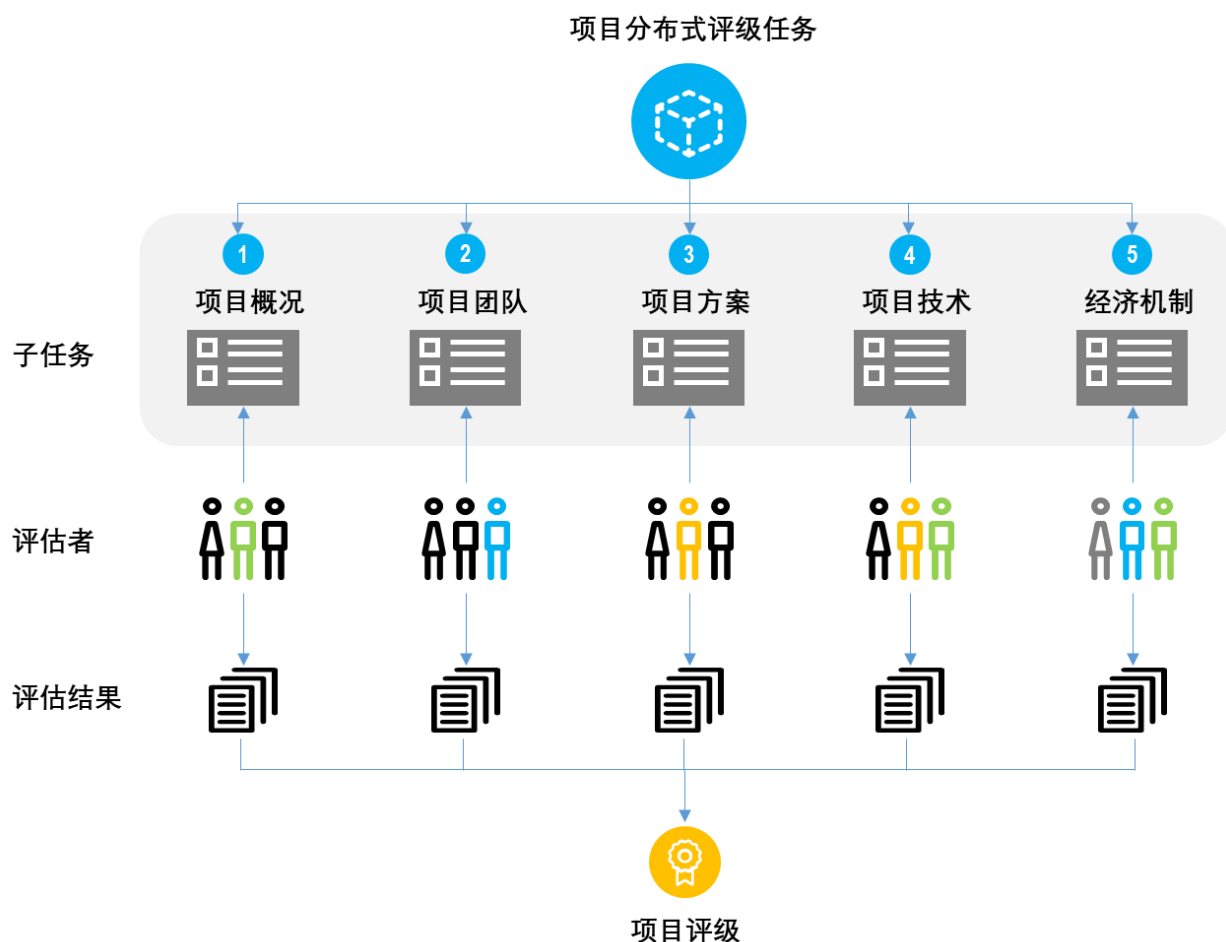 项目分布式评级任务
1
2
3
4
5
项目概况
项目团队
项目方案
项目技术
经济机制
子任务
评估者
评估结果
项目评级